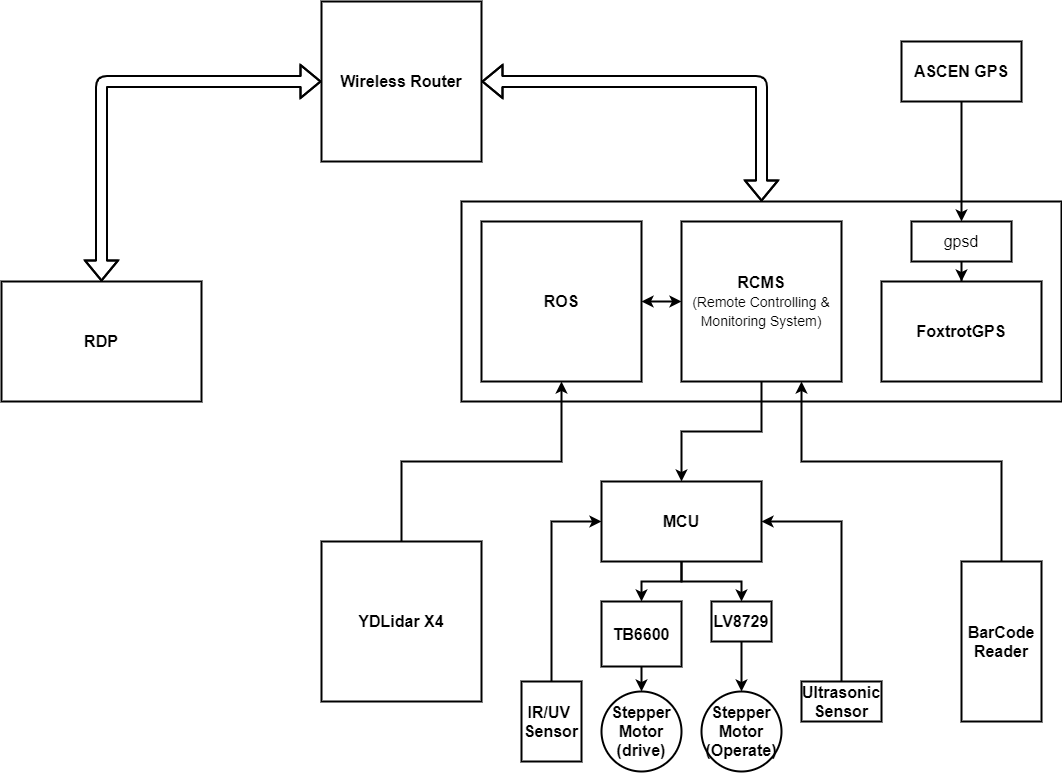 Wireless Router
ASCEN GPS
gpsd
ROS
RCMS
(Remote Controlling &
Monitoring System)
FoxtrotGPS
RDP
MCU
YDLidar X4
TB6600
LV8729
BarCode
Reader
IR/UV
Sensor
Stepper
Motor
(drive)
Stepper
Motor
(Operate)
Ultrasonic
Sensor